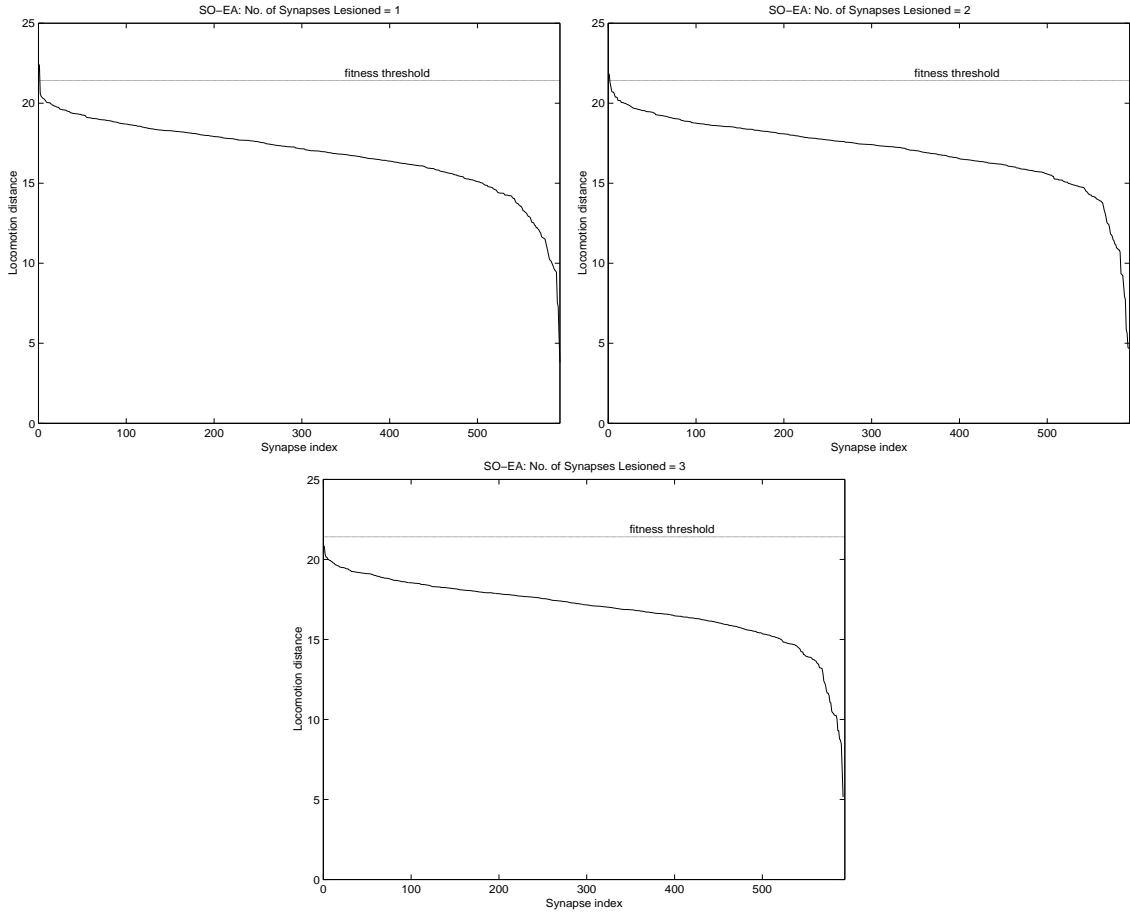 SO−EA: No. of Synapses Lesioned = 1
25
20
15
10
5
0
Locomotion distance
fitness threshold
0 100 200 300 400 500
Synapse index
SO−EA: No. of Synapses Lesioned = 2
25
20
15
10
5
0
Locomotion distance
fitness threshold
0 100 200 300 400 500
Synapse index
SO−EA: No. of Synapses Lesioned = 3
25
20
15
10
5
0
Locomotion distance
fitness threshold
0 100 200 300 400 500
Synapse index